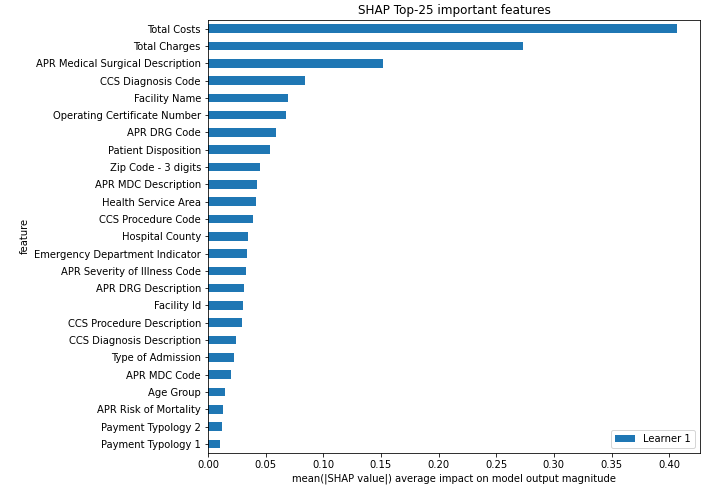 SHAP Top-25 important features
Total Costs
Total Charges
APR Medical Surgical Description
CCS Diagnosis Code
Facility Name
Operating Certificate Number
APR DRG Code
Patient Disposition
Zip Code - 3 digits
APR MDC Description
Health Service Area
CCS Procedure Code
Hospital County
Emergency Department Indicator
APR Severity of Illness Code
APR DRG Description
Facility Id
CCS Procedure Description
CCS Diagnosis Description
Type of Admission
APR MDC Code
Age Group
APR Risk of Mortality
Payment Typology 2
Payment Typology 1
feature
Learner 1
0.00 0.05 0.10 0.15 0.20 0.25 0.30 0.35 0.40
mean(|SHAP value|) average impact on model output magnitude